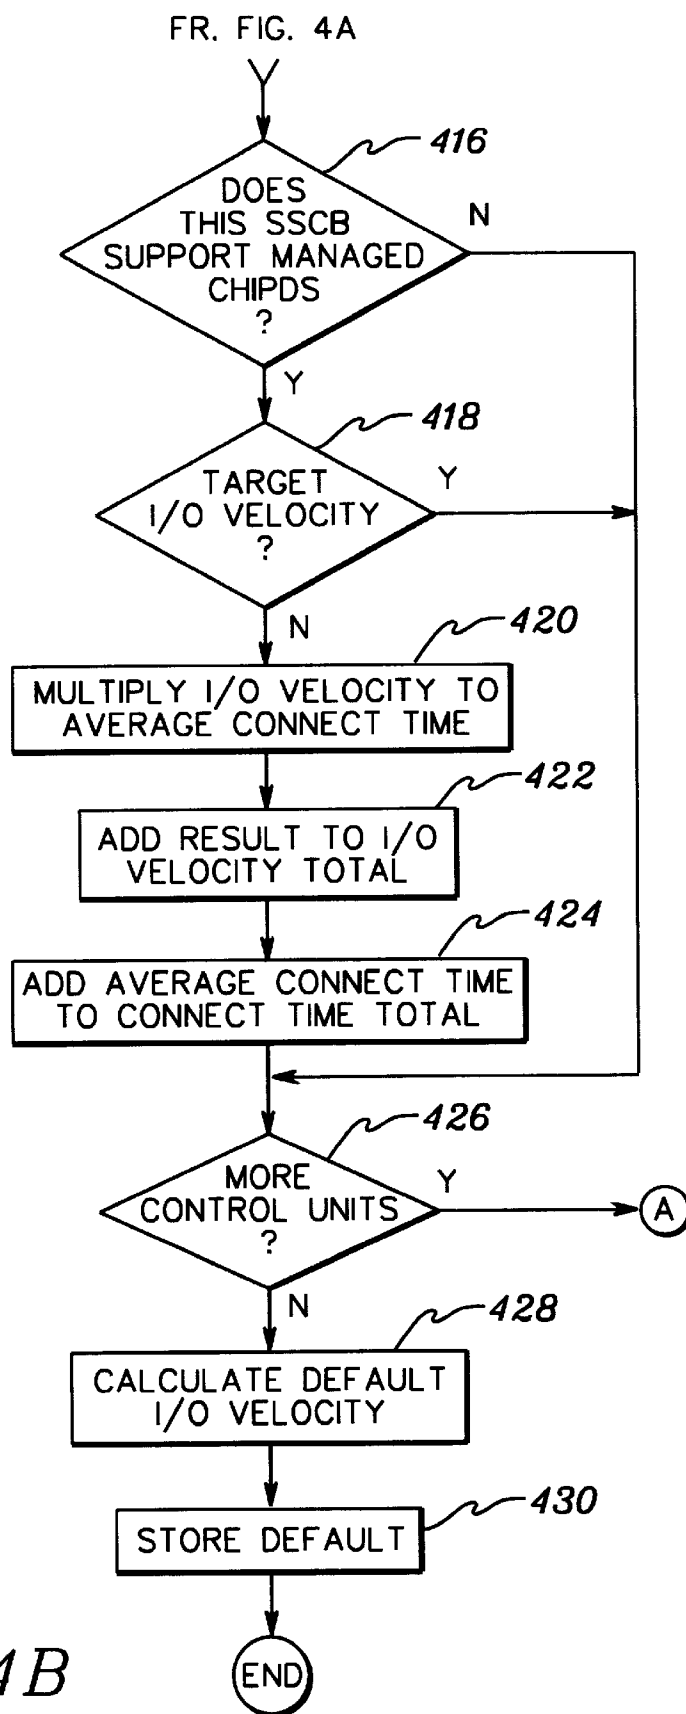 FR. FIG. 4A
416
DOES
THIS SSCB
SUPPORT MANAGED
CHIPDS
?
N
Y
418
TARGET
I/O VELOCITY
?
Y
N
420
MULTIPLY I/O VELOCITY TO
AVERAGE CONNECT TIME
422
ADD RESULT TO I/O
VELOCITY TOTAL
424
ADD AVERAGE CONNECT TIME
TO CONNECT TIME TOTAL
426
MORE
CONTROL UNITS
?
Y
A
N
428
CALCULATE DEFAULT
I/O VELOCITY
430
STORE DEFAULT
END
4B